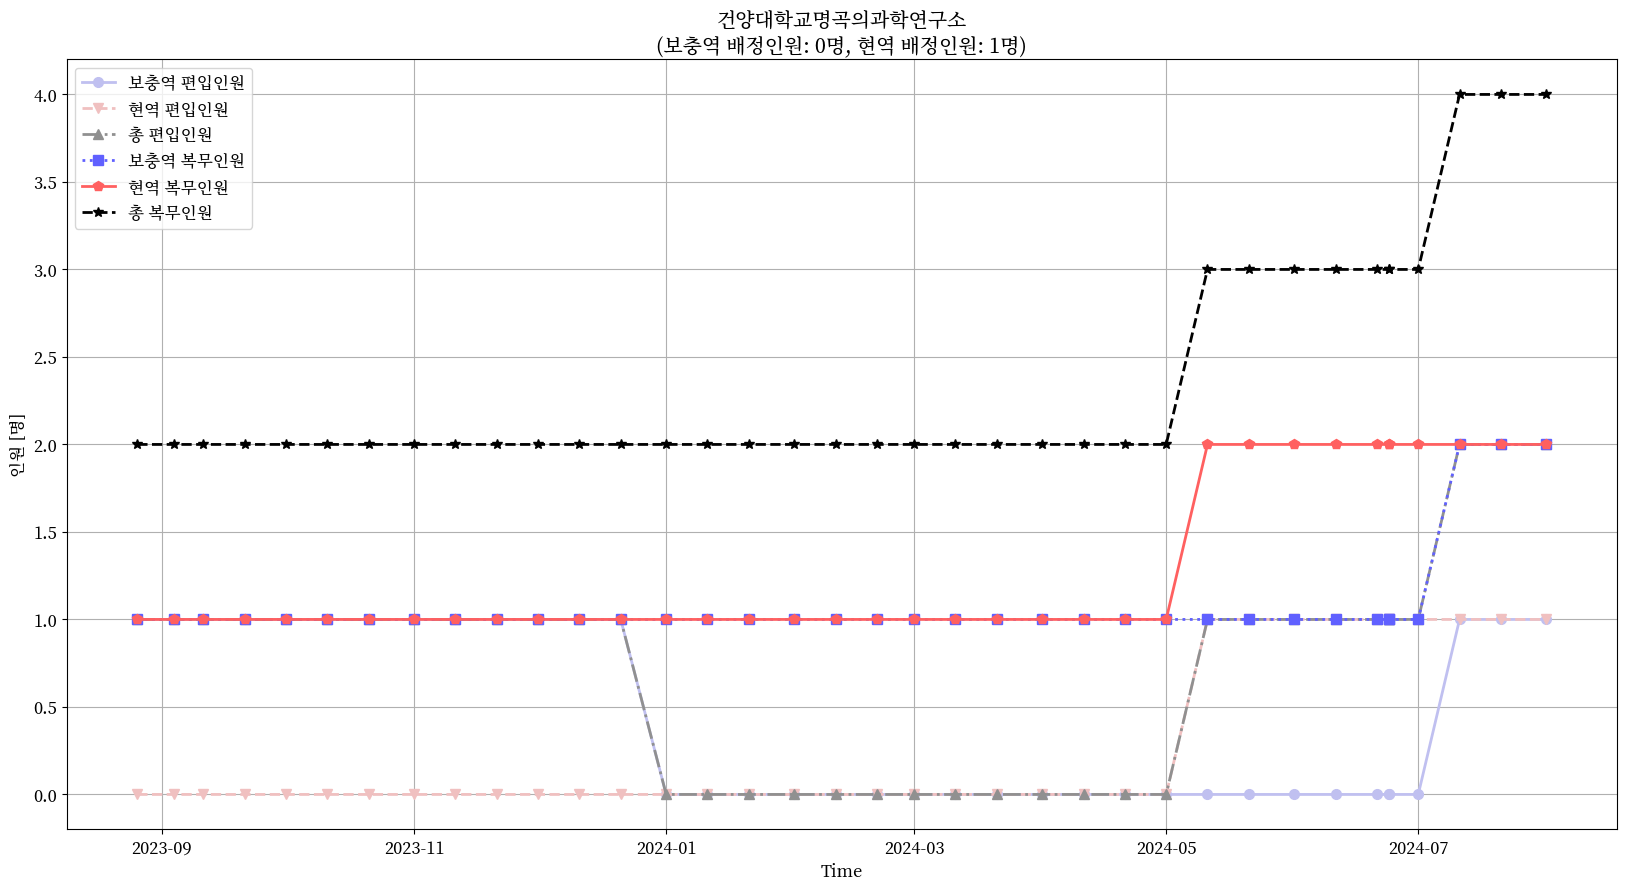 건양대학교명곡의과학연구소
(보충역 배정인원: 0명, 현역 배정인원: 1명)
보충역 편입인원
현역 편입인원
총 편입인원
보충역 복무인원
현역 복무인원
총 복무인원
4.0
3.5
3.0
2.5
2.0
1.5
1.0
0.5
0.0
인원 [명]
2023-09
2023-11
2024-01
2024-03
2024-05
2024-07
Time